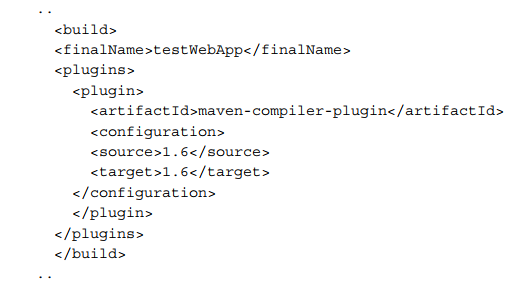 ..
<build>
<finalName>testWebApp</finalName>
<plugins>
<plugin>
<artifactId>maven-compiler-plugin</artifactId>
<configuration>
<source>1.6</source>
<target>1.6</target>
</configuration>
</plugin>
</plugins>
</build>
..